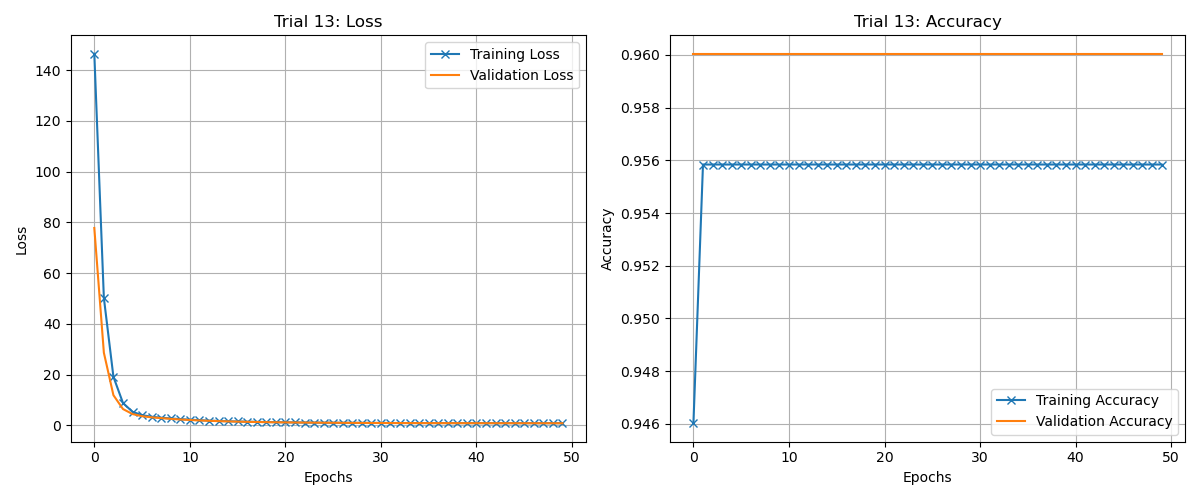 Trial 13: Loss
140
120
100
80
60
40
20
0
Loss
0 10 20 30 40 50
Epochs
Training Loss
Validation Loss
Trial 13: Accuracy
0.960
0.958
0.956
0.954
0.952
0.950
0.948
0.946
Accuracy
0 10 20 30 40 50
Epochs
Training Accuracy
Validation Accuracy